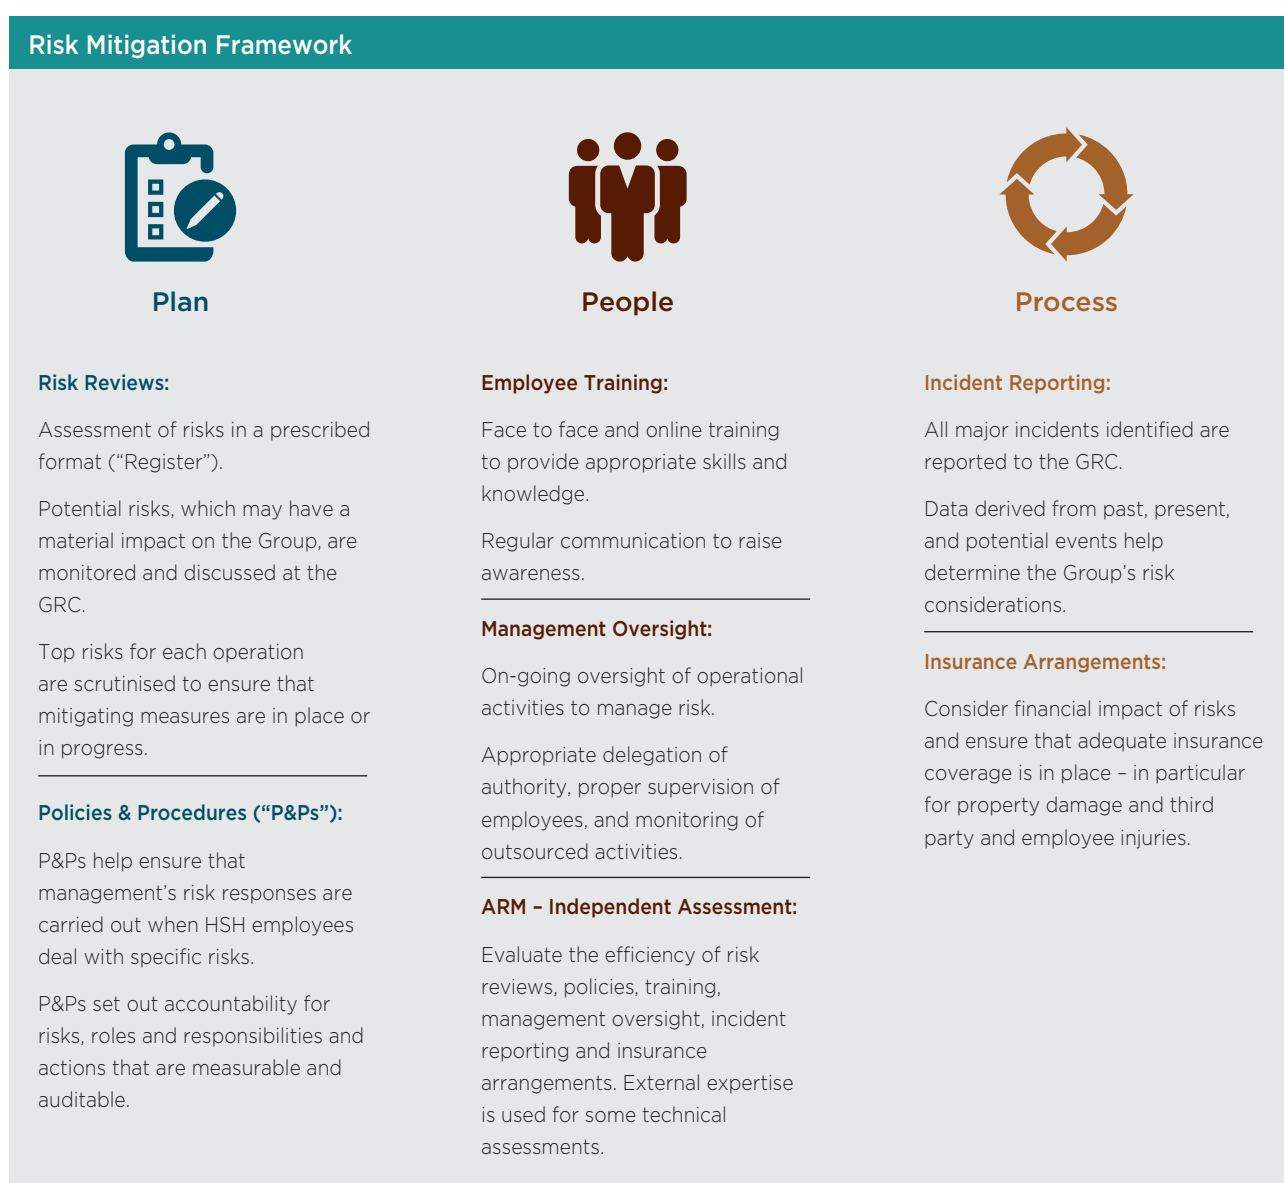 Risk Mitigation Framework
Plan
Risk Reviews:
Assessment of risks in a prescribed
format (“Register”).
Potential risks, which may have a
material impact on the Group, are
monitored and discussed at the
GRC.
Top risks for each operation
are scrutinised to ensure that
mitigating measures are in place or
in progress.
Policies & Procedures (“P&Ps”):
P&Ps help ensure that
management’s risk responses are
carried out when HSH employees
deal with specific risks.
P&Ps set out accountability for
risks, roles and responsibilities and
actions that are measurable and
auditable.
People
Employee Training:
Face to face and online training
to provide appropriate skills and
knowledge.
Regular communication to raise
awareness.
Management Oversight:
On-going oversight of operational
activities to manage risk.
Appropriate delegation of
authority, proper supervision of
employees, and monitoring of
outsourced activities.
ARM – Independent Assessment:
Evaluate the efficiency of risk
reviews, policies, training,
management oversight, incident
reporting and insurance
arrangements. External expertise
is used for some technical
assessments.
Process
Incident Reporting:
All major incidents identified are
reported to the GRC.
Data derived from past, present,
and potential events help
determine the Group’s risk
considerations.
Insurance Arrangements:
Consider financial impact of risks
and ensure that adequate insurance
coverage is in place – in particular
for property damage and third
party and employee injuries.